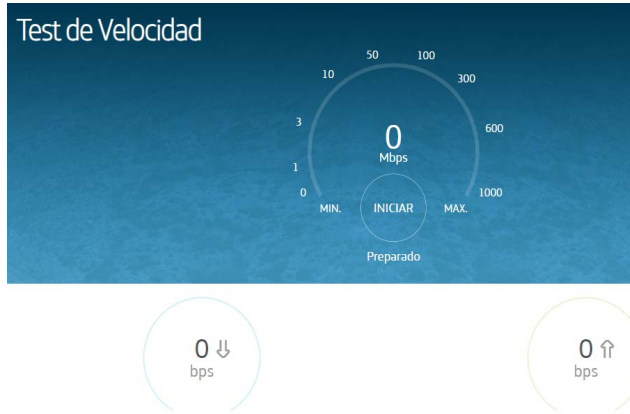 Test de Velocidad
50
100
10
300
3
600
0
Mbps
1
0
1000
MIN.
INICIAR
MAX.
Preparado
0
0
bps
bps